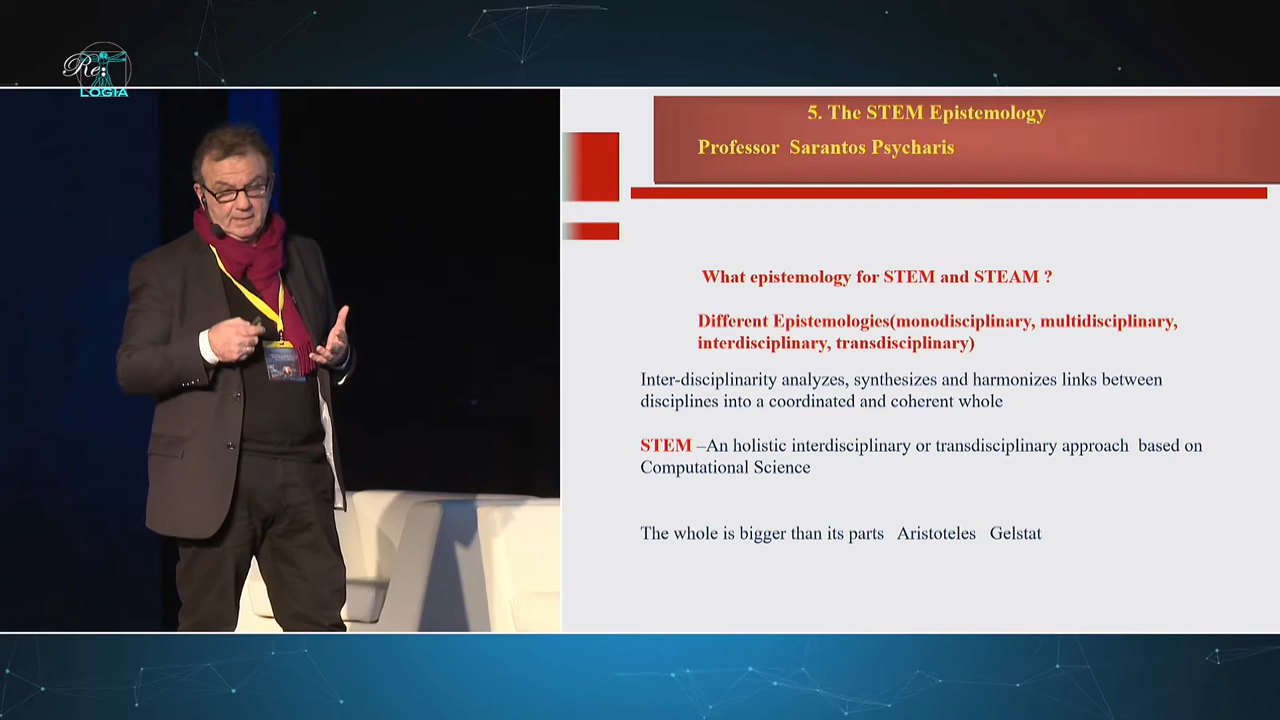 Re:
LOGIA
5. The STEM Epistemology
Professor Sarantos Psycharis
What epistemology for STEM and STEAM ?
Different Epistemologies(monodisciplinary, multidisciplinary,
interdisciplinary, transdisciplinary)
Inter-disciplinarity analyzes, synthesizes and harmonizes links between
disciplines into a coordinated and coherent whole
STEM –An holistic interdisciplinary or transdisciplinary approach based on
Computational Science
The whole is bigger than its parts Aristoteles Gelstat